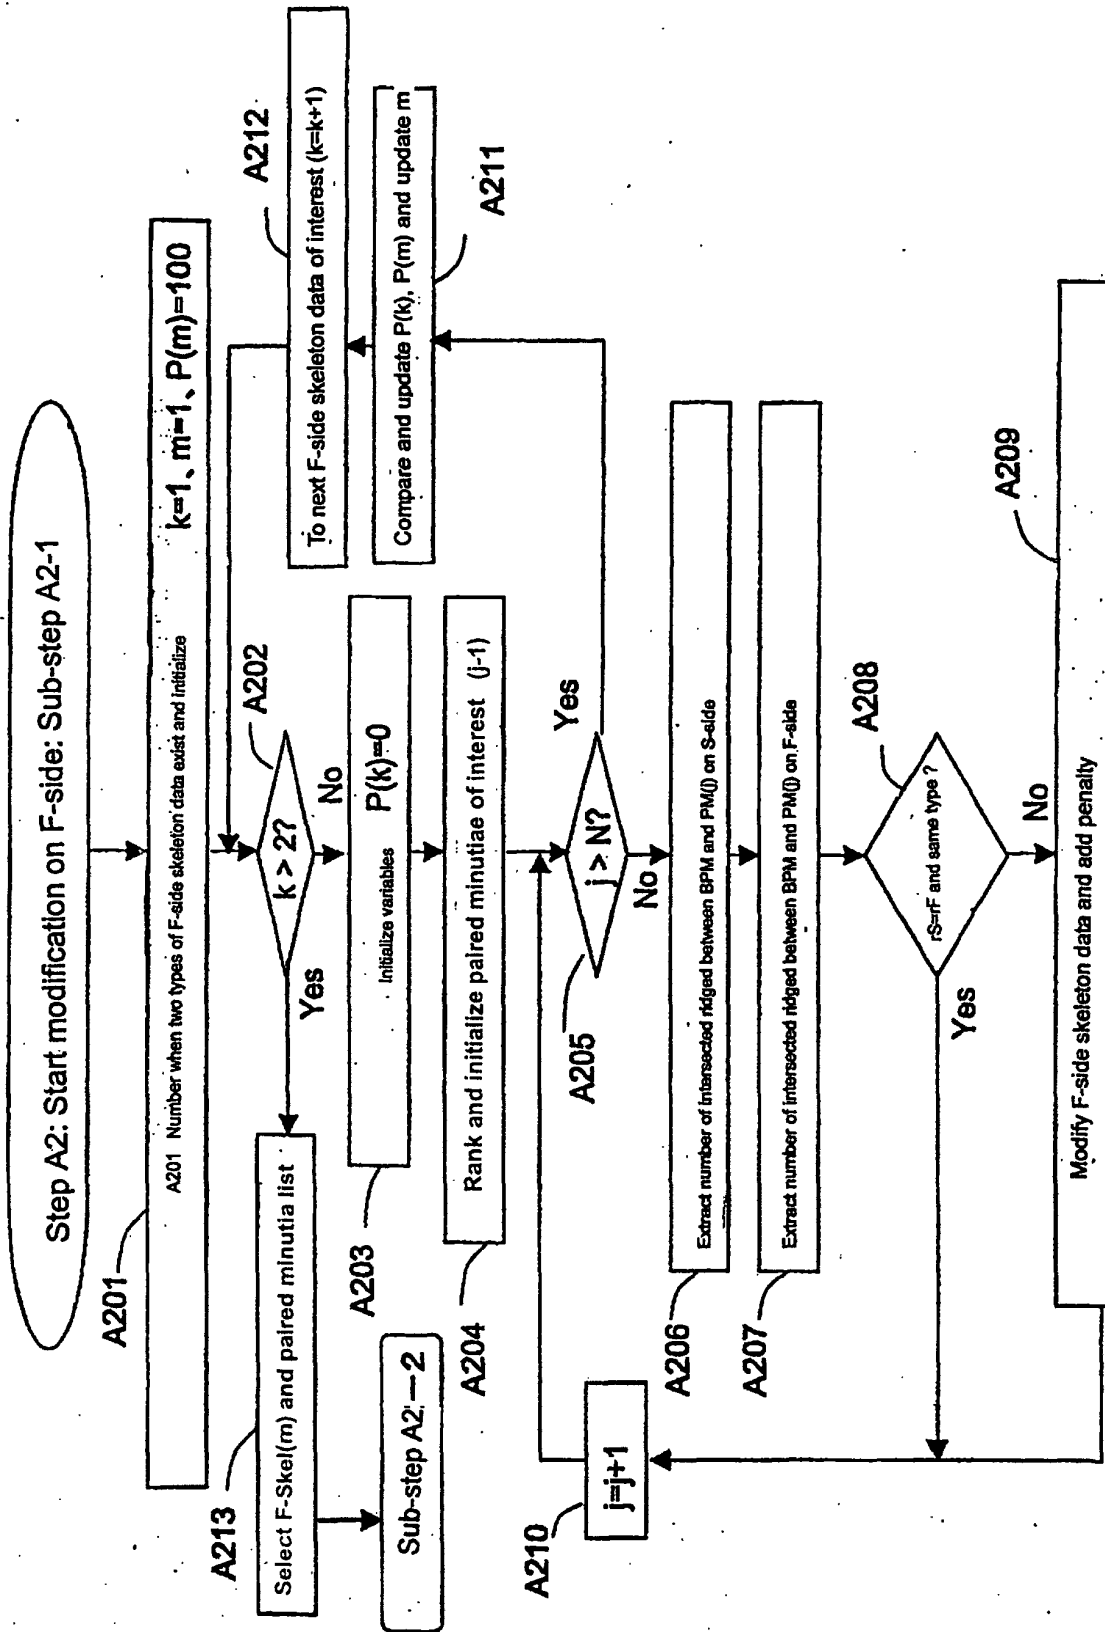 Step A2: Start modification on F-side: Sub-step A2-1
A201
A201 Number when two types of F-side skeleton data exist and initialize k=1、m=1、P(m)=100
A202
k > 2?
Yes
No
A212
To next F-side skeleton data of interest (k=k+1)
A211
Compare and update P(k), P(m) and update m
A213
Select F-Skel(m) and paired minutia list
Sub-step A2'—2
A203
Initialize variables P(k)=0
A204
Rank and initialize paired minutiae of interest (j-1)
A205
j > N?
Yes
No
A206
Extract number of intersected ridged between BPM and PM(j) on S-side
A207
Extract number of intersected ridged between BPM and PM(j) on F-side
A208
rS=rF and same type ?
Yes
No
A209
Modify F-side skeleton data and add penalty
A210
j=j+1